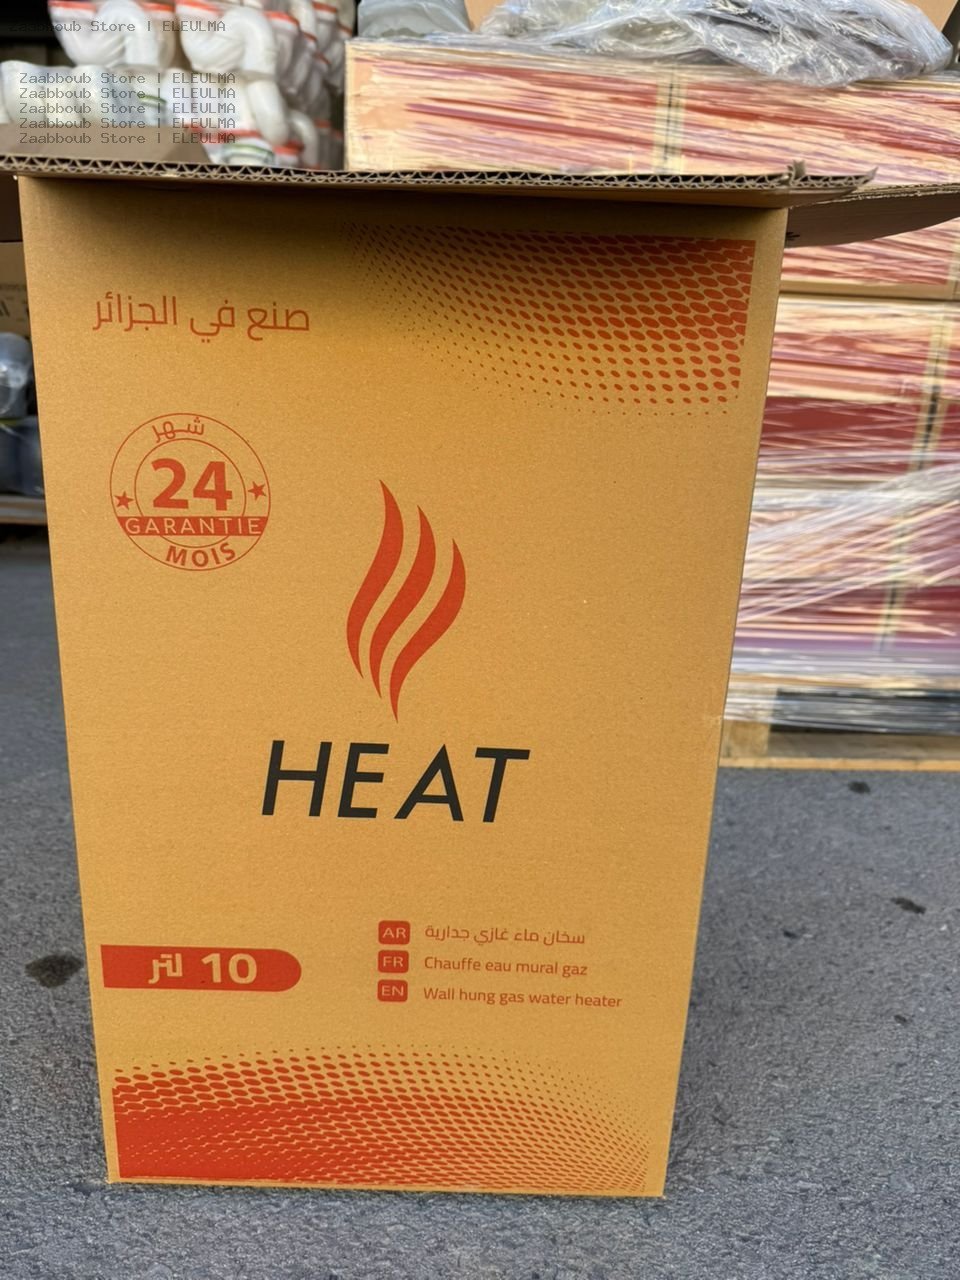 Zaabboub Store | ELEULMA
Zaabboub Store | ELEULMA
Zaabboub Store | ELEULMA
Zaabboub Store | ELEULMA
Zaabboub Store | ELEULMA
Zaabboub Store | ELEULMA
صنع في الجزائر
شهر
24
GARANTIE
MOIS
HEAT
10 لتر
AR سخان ماء غازي جدارية
FR Chauffe eau mural gaz
EN Wall hung gas water heater